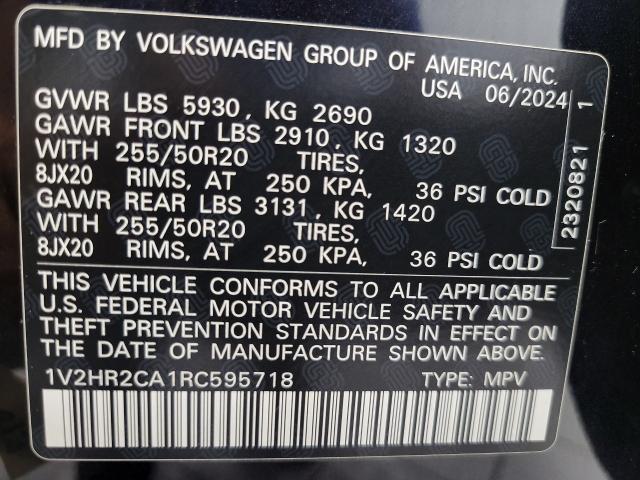 MFD BY VOLKSWAGEN GROUP OF AMERICA, INC.
USA 06/2024
GVWR LBS 5930, KG 2690
GAWR FRONT LBS 2910, KG 1320
WITH 255/50R20 TIRES,
8JX20 RIMS, AT 250 KPA, 36 PSI COLD
GAWR REAR LBS 3131, KG 1420
WITH 255/50R20 TIRES,
8JX20 RIMS, AT 250 KPA, 36 PSI COLD
2320821 1
THIS VEHICLE CONFORMS TO ALL APPLICABLE
U.S. FEDERAL MOTOR VEHICLE SAFETY AND
THEFT PREVENTION STANDARDS IN EFFECT ON
THE DATE OF MANUFACTURE SHOWN ABOVE
1V2HR2CA1RC595718 TYPE: MPV